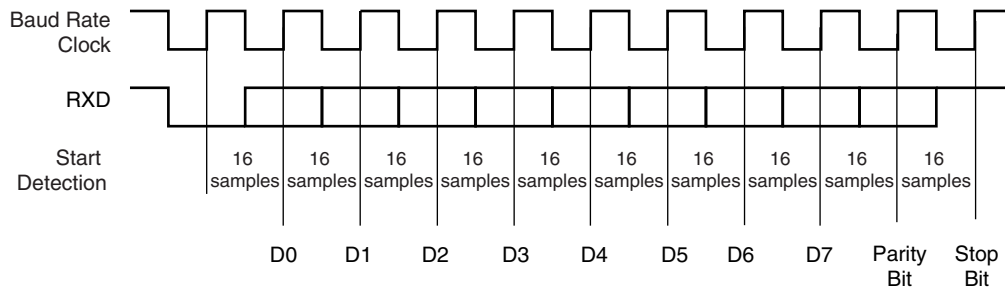 Baud Rate
Clock
RXD
Start
Detection
16 16 16 16 16 16 16 16 16 16
samples samples samples samples samples samples samples samples samples samples
D0 D1 D2 D3 D4 D5 D6 D7 Parity Stop
Bit Bit